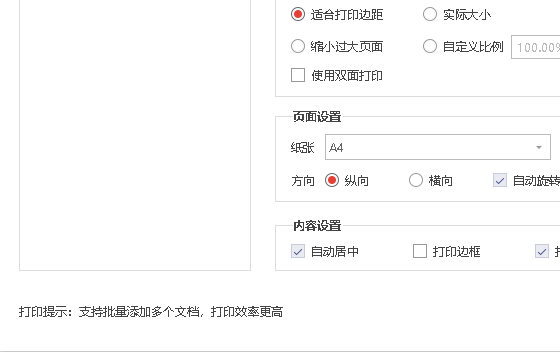 适合打印边距 实际大小
缩小过大页面 自定义比例 100.00%
使用双面打印
页面设置
纸张 A4
方向 纵向 横向 自动旋转
内容设置
自动居中 打印边框
打印提示：支持批量添加多个文档，打印效率更高